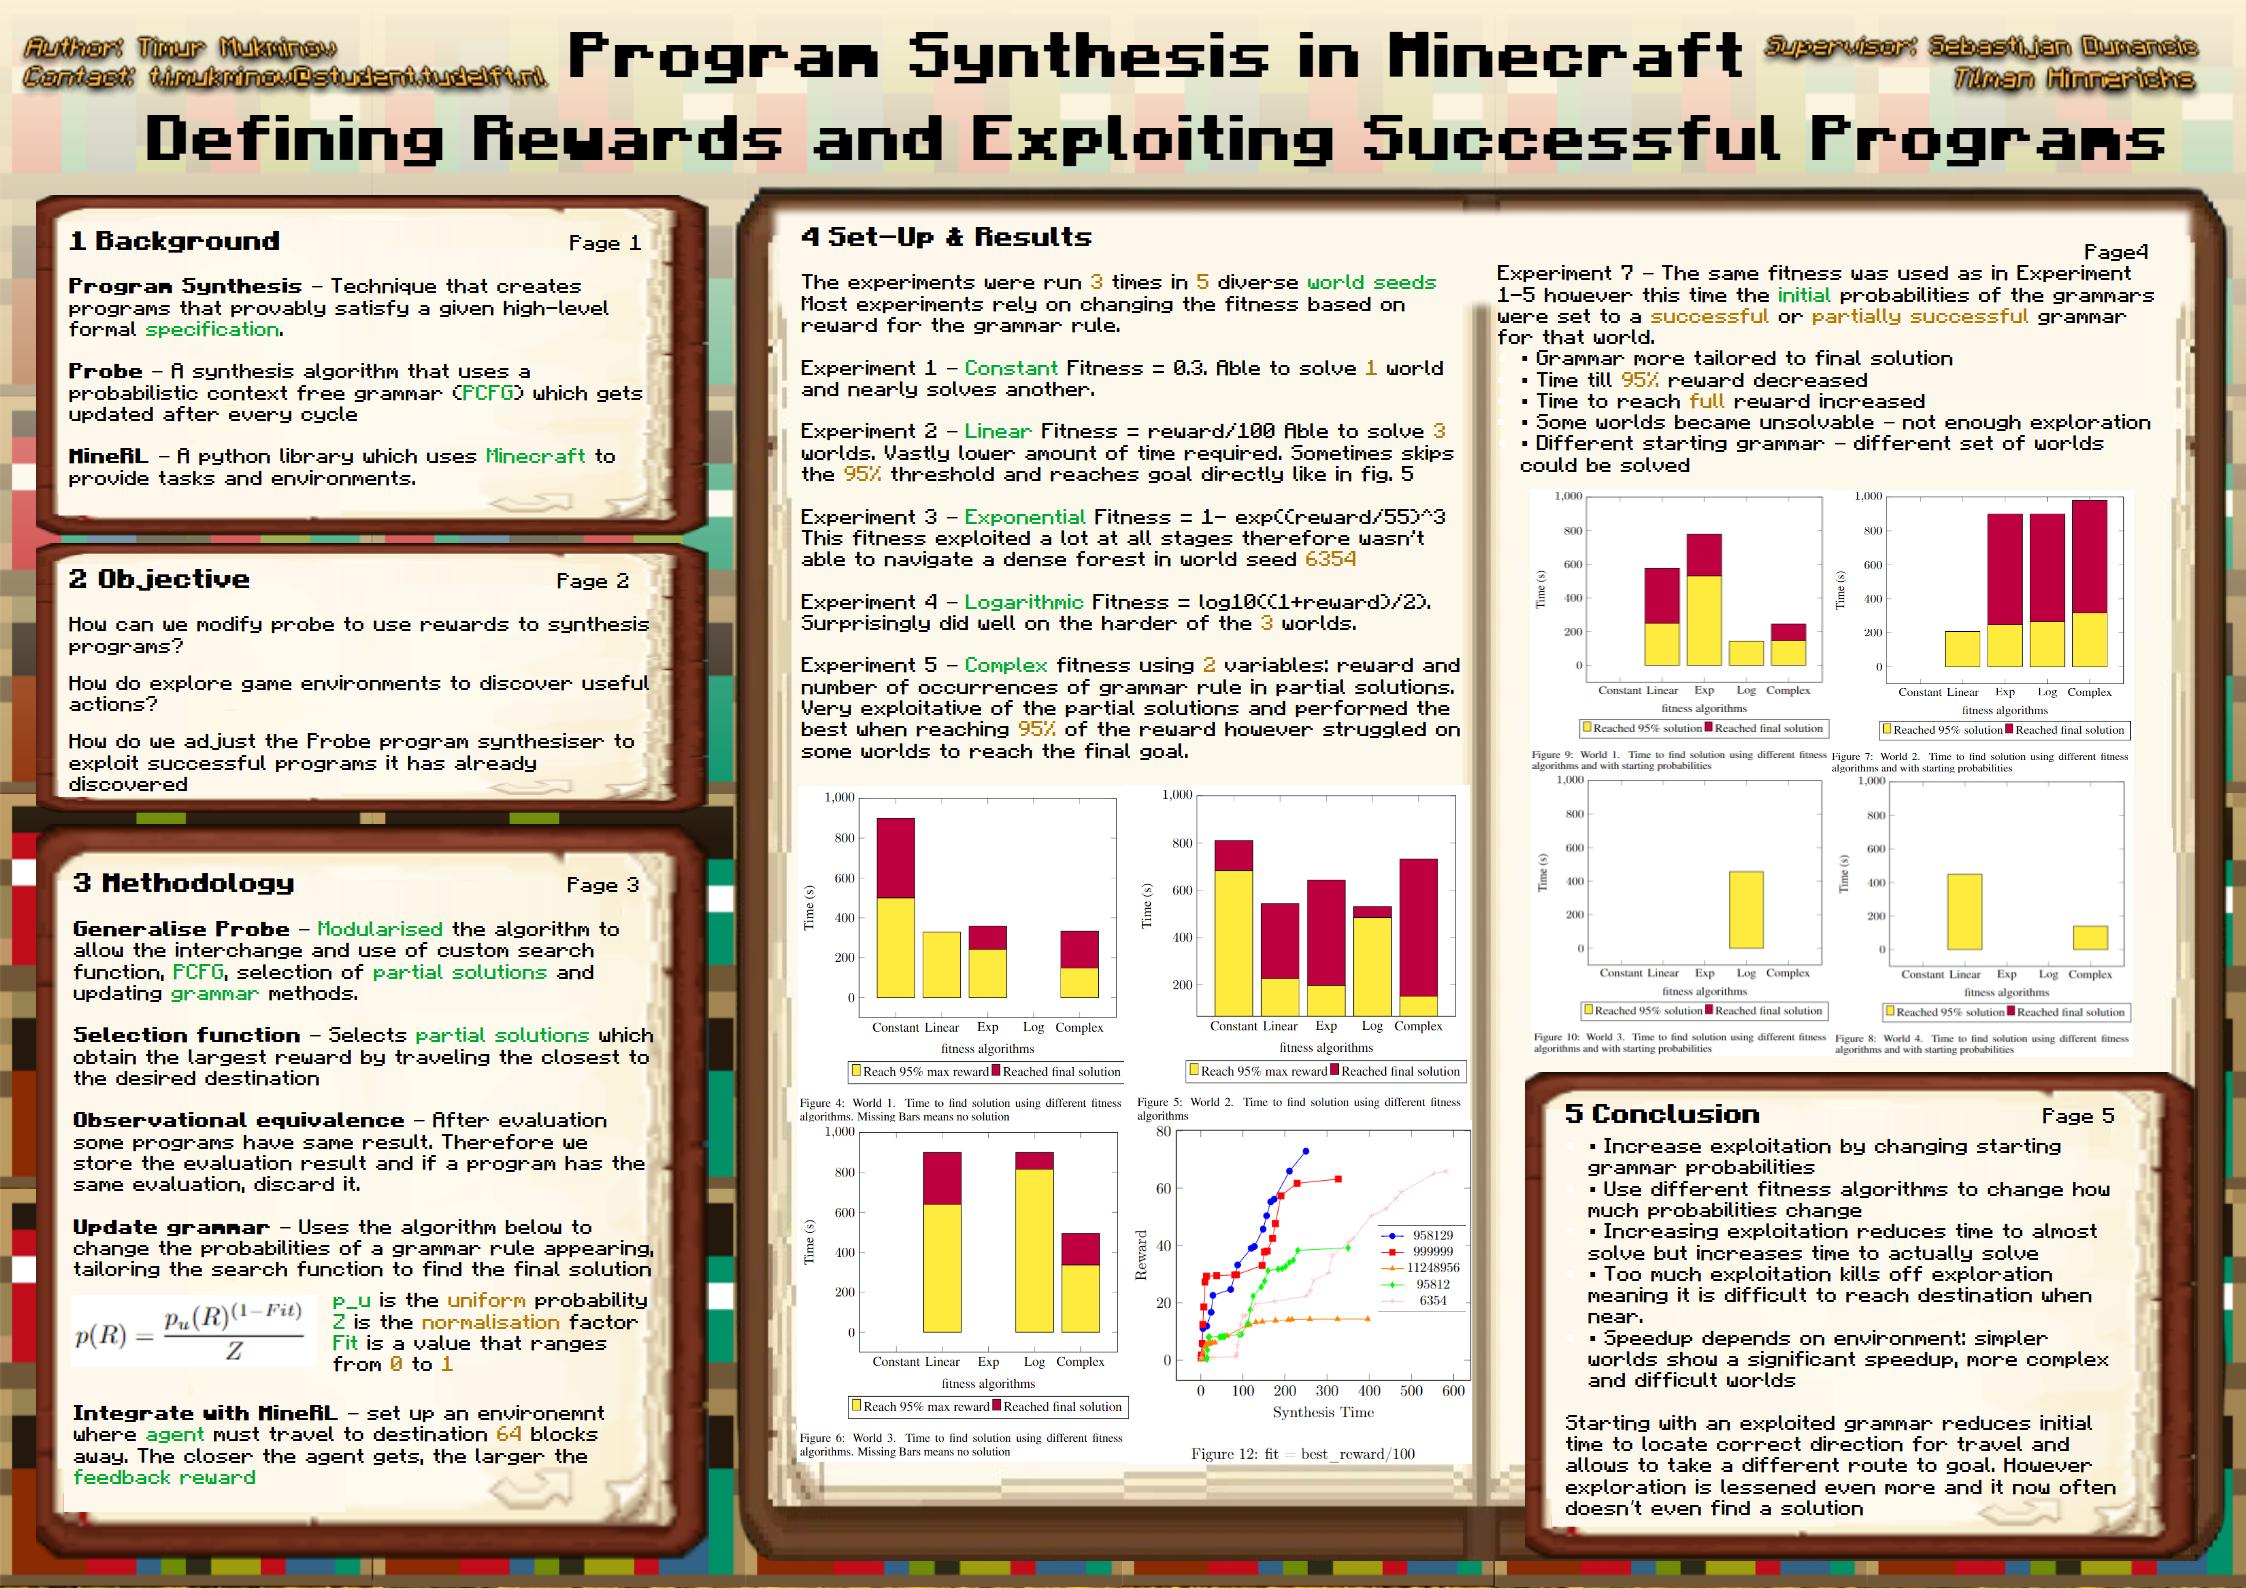 Author: Timur Mukminov
Contact: t.i.mukminov@student.tudelft.nl
Program Synthesis in Minecraft
Supervisor: Sebastijan Dumancic
Tilman Hinnerichs
Defining Rewards and Exploiting Successful Programs
1 Background
Page 1
Program Synthesis – Technique that creates
programs that provably satisfy a given high-level
formal specification.
Probe – A synthesis algorithm that uses a
probabilistic context free grammar (PCFG) which gets
updated after every cycle
MineRL – A python library which uses Minecraft to
provide tasks and environments.
2 Objective
Page 2
How can we modify probe to use rewards to synthesis
programs?
How do explore game environments to discover useful
actions?
How do we adjust the Probe program synthesiser to
exploit successful programs it has already
discovered
3 Methodology
Page 3
Generalise Probe – Modularised the algorithm to
allow the interchange and use of custom search
function, PCFG, selection of partial solutions and
updating grammar methods.
Selection function – Selects partial solutions which
obtain the largest reward by traveling the closest to
the desired destination
Observational equivalence – After evaluation
some programs have same result. Therefore we
store the evaluation result and if a program has the
same evaluation, discard it.
Update grammar – Uses the algorithm below to
change the probabilities of a grammar rule appearing,
tailoring the search function to find the final solution
p(R) = p_u(R)^(1−Fit) / Z
p_u is the uniform probability
Z is the normalisation factor
Fit is a value that ranges
from 0 to 1
Integrate with MineRL – set up an environemnt
where agent must travel to destination 64 blocks
away. The closer the agent gets, the larger the
feedback reward
4 Set-Up & Results
The experiments were run 3 times in 5 diverse world seeds
Most experiments rely on changing the fitness based on
reward for the grammar rule.
Experiment 1 – Constant Fitness = 0.3. Able to solve 1 world
and nearly solves another.
Experiment 2 – Linear Fitness = reward/100 Able to solve 3
worlds. Vastly lower amount of time required. Sometimes skips
the 95% threshold and reaches goal directly like in fig. 5
Experiment 3 – Exponential Fitness = 1- exp((reward/55)^3
This fitness exploited a lot at all stages therefore wasn't
able to navigate a dense forest in world seed 6354
Experiment 4 – Logarithmic Fitness = log10((1+reward)/2).
Surprisingly did well on the harder of the 3 worlds.
Experiment 5 – Complex fitness using 2 variables: reward and
number of occurrences of grammar rule in partial solutions.
Very exploitative of the partial solutions and performed the
best when reaching 95% of the reward however struggled on
some worlds to reach the final goal.
1,000
800
600
400
200
0
Time (s)
Constant Linear Exp Log Complex
fitness algorithms
Reach 95% max reward Reached final solution
Figure 4: World 1. Time to find solution using different fitness
algorithms. Missing Bars means no solution
1,000
800
600
400
200
Time (s)
Constant Linear Exp Log Complex
fitness algorithms
Reach 95% max reward Reached final solution
Figure 5: World 2. Time to find solution using different fitness
algorithms
1,000
800
600
400
200
0
Time (s)
Constant Linear Exp Log Complex
fitness algorithms
Reach 95% max reward Reached final solution
Figure 6: World 3. Time to find solution using different fitness
algorithms. Missing Bars means no solution
80
60
40
20
0
Reward
958129
999999
11248956
95812
6354
0 100 200 300 400 500 600
Synthesis Time
Figure 12: fit = best_reward/100
Page4
Experiment 7 – The same fitness was used as in Experiment
1-5 however this time the initial probabilities of the grammars
were set to a successful or partially successful grammar
for that world.
▪ Grammar more tailored to final solution
▪ Time till 95% reward decreased
▪ Time to reach full reward increased
▪ Some worlds became unsolvable – not enough exploration
▪ Different starting grammar – different set of worlds
could be solved
1,000
800
600
400
200
0
Time (s)
Constant Linear Exp Log Complex
fitness algorithms
Reached 95% solution Reached final solution
Figure 9: World 1. Time to find solution using different fitness
algorithms and with starting probabilities
1,000
800
600
400
200
0
Time (s)
Constant Linear Exp Log Complex
fitness algorithms
Reached 95% solution Reached final solution
Figure 7: World 2. Time to find solution using different fitness
algorithms and with starting probabilities
1,000
800
600
400
200
0
Time (s)
Constant Linear Exp Log Complex
fitness algorithms
Reached 95% solution Reached final solution
Figure 10: World 3. Time to find solution using different fitness
algorithms and with starting probabilities
1,000
800
600
400
200
0
Time (s)
Constant Linear Exp Log Complex
fitness algorithms
Reached 95% solution Reached final solution
Figure 8: World 4. Time to find solution using different fitness
algorithms and with starting probabilities
5 Conclusion
Page 5
▪ Increase exploitation by changing starting
grammar probabilities
▪ Use different fitness algorithms to change how
much probabilities change
▪ Increasing exploitation reduces time to almost
solve but increases time to actually solve
▪ Too much exploitation kills off exploration
meaning it is difficult to reach destination when
near.
▪ Speedup depends on environment: simpler
worlds show a significant speedup, more complex
and difficult worlds
Starting with an exploited grammar reduces initial
time to locate correct direction for travel and
allows to take a different route to goal. However
exploration is lessened even more and it now often
doesn't even find a solution